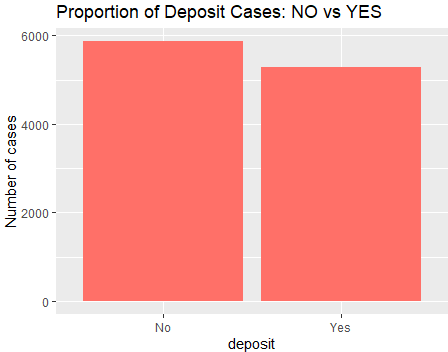 Proportion of Deposit Cases: NO vs YES
6000
4000
2000
0
Number of cases
No Yes
deposit